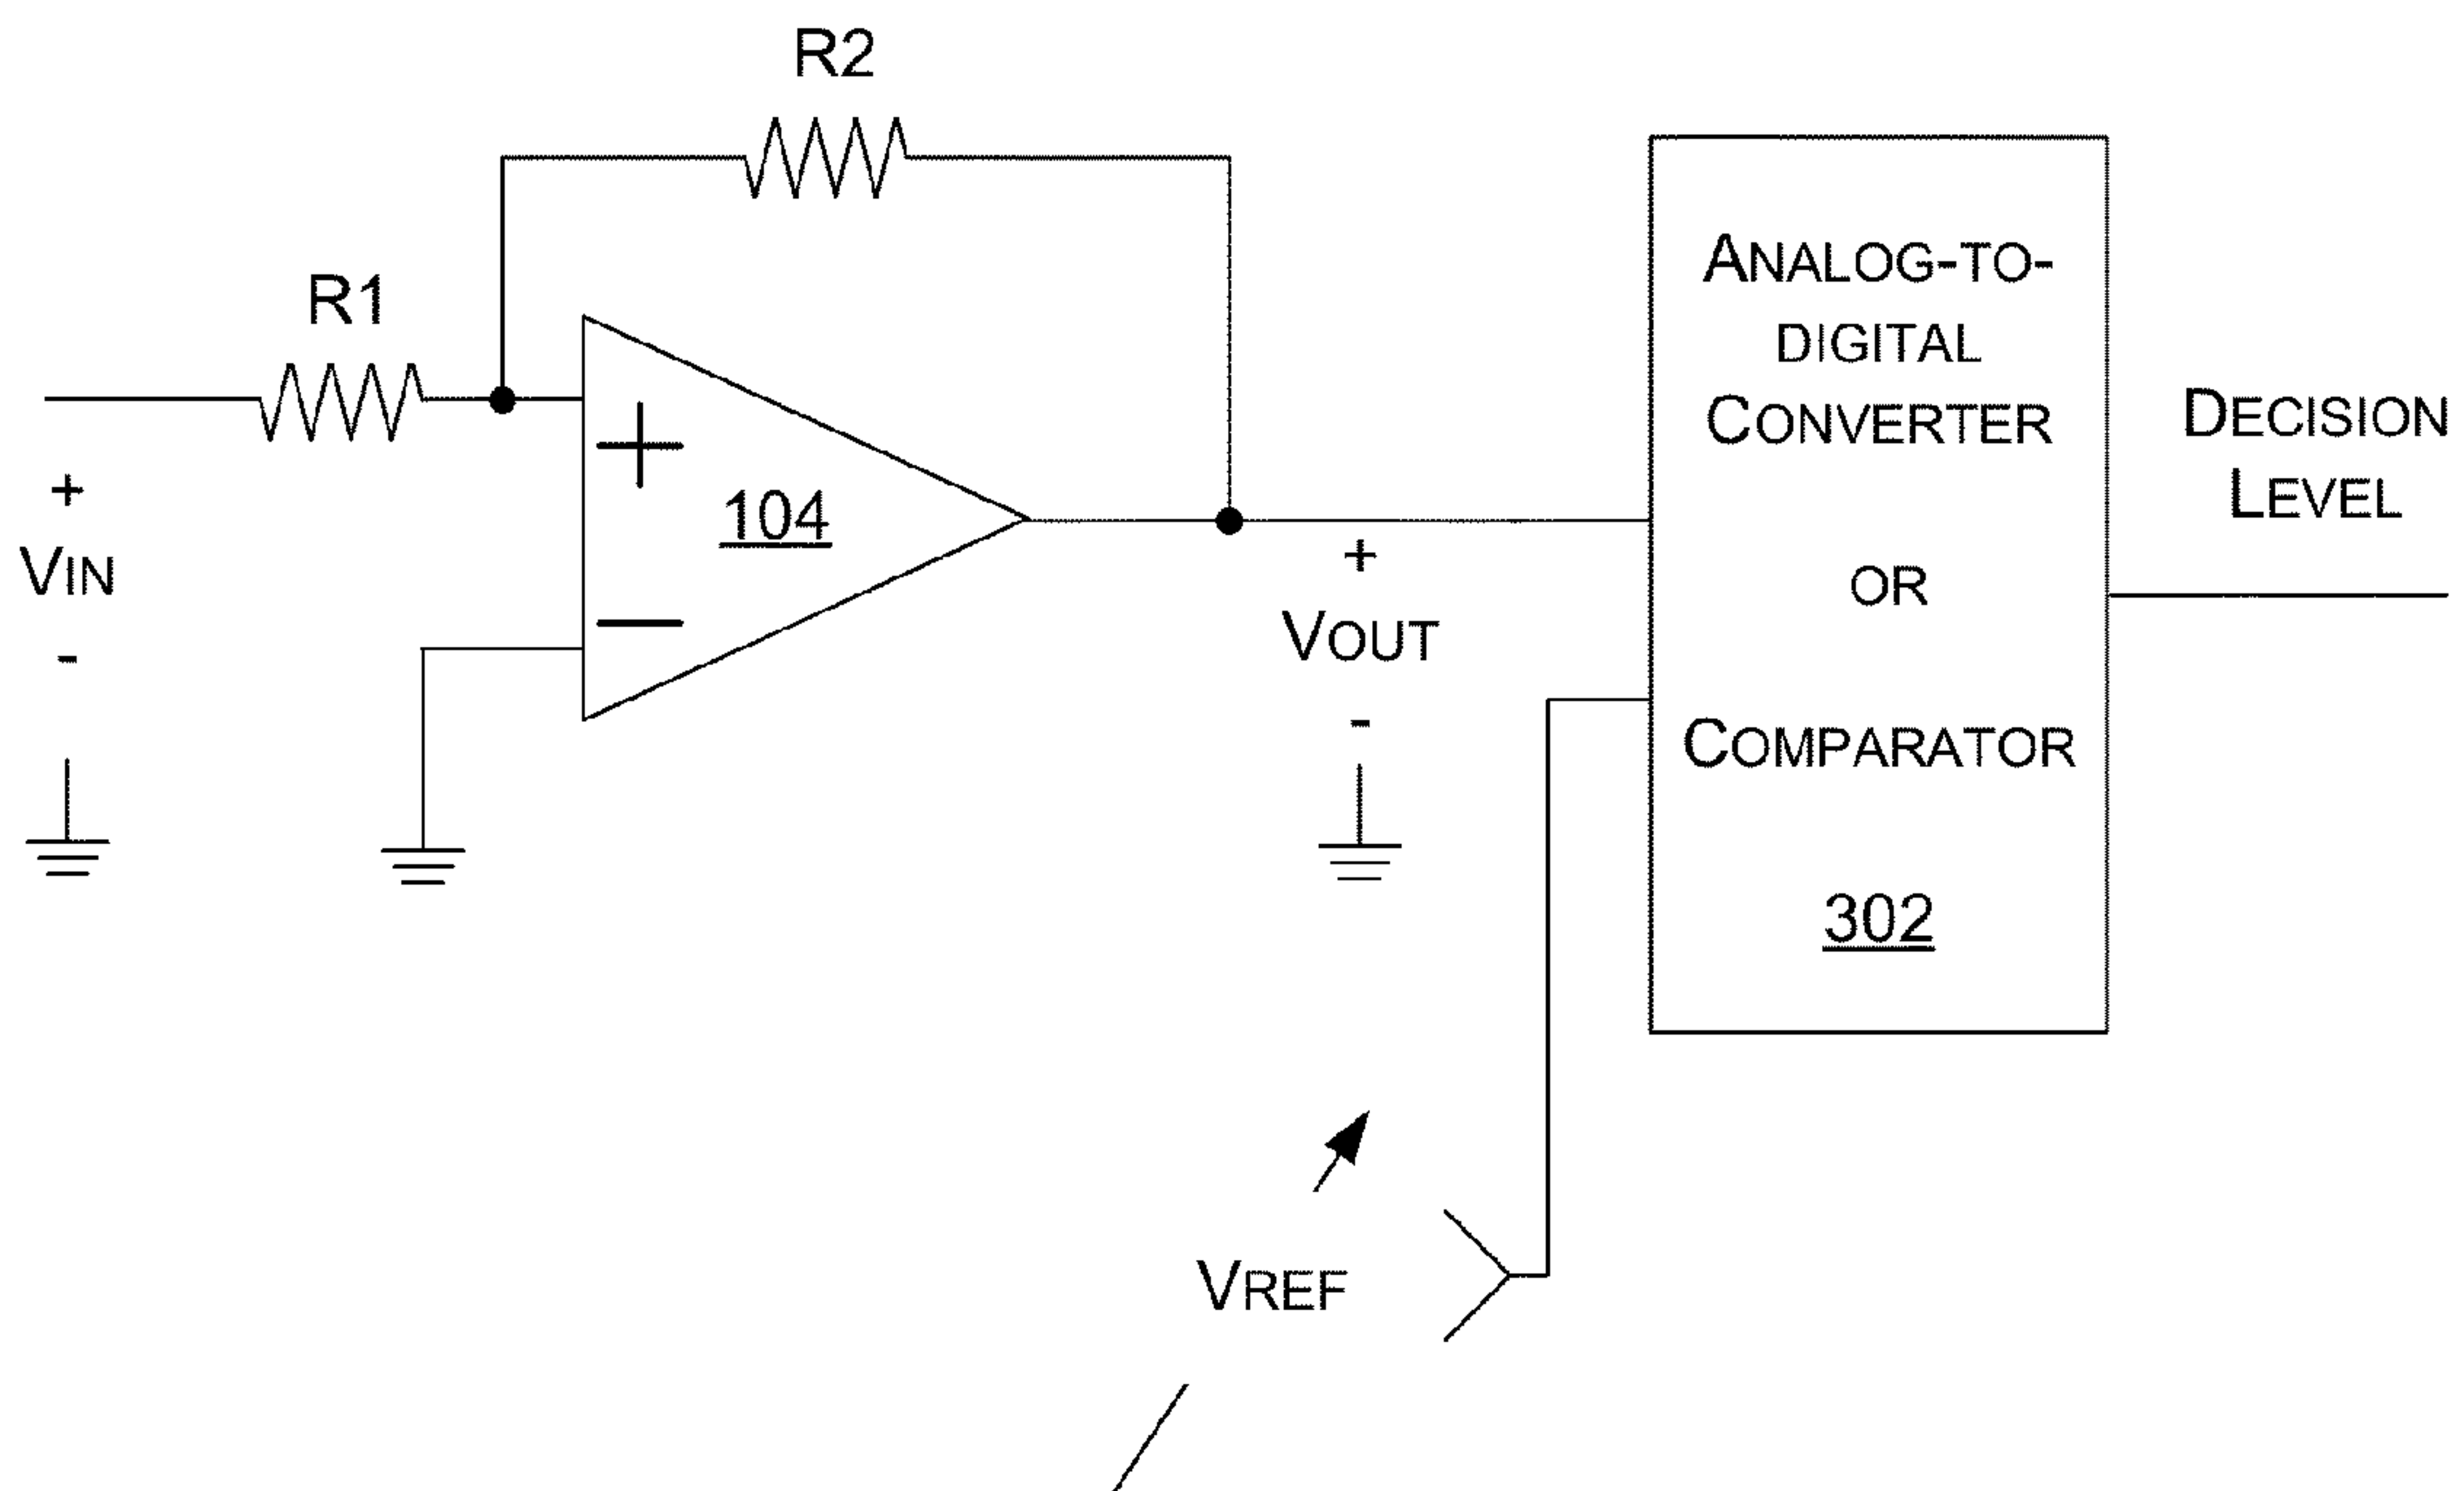 R2
R1
+
VIN
-
+
−
104
+
VOUT
-
ANALOG-TO-
DIGITAL
CONVERTER
OR
COMPARATOR
302
DECISION
LEVEL
VREF